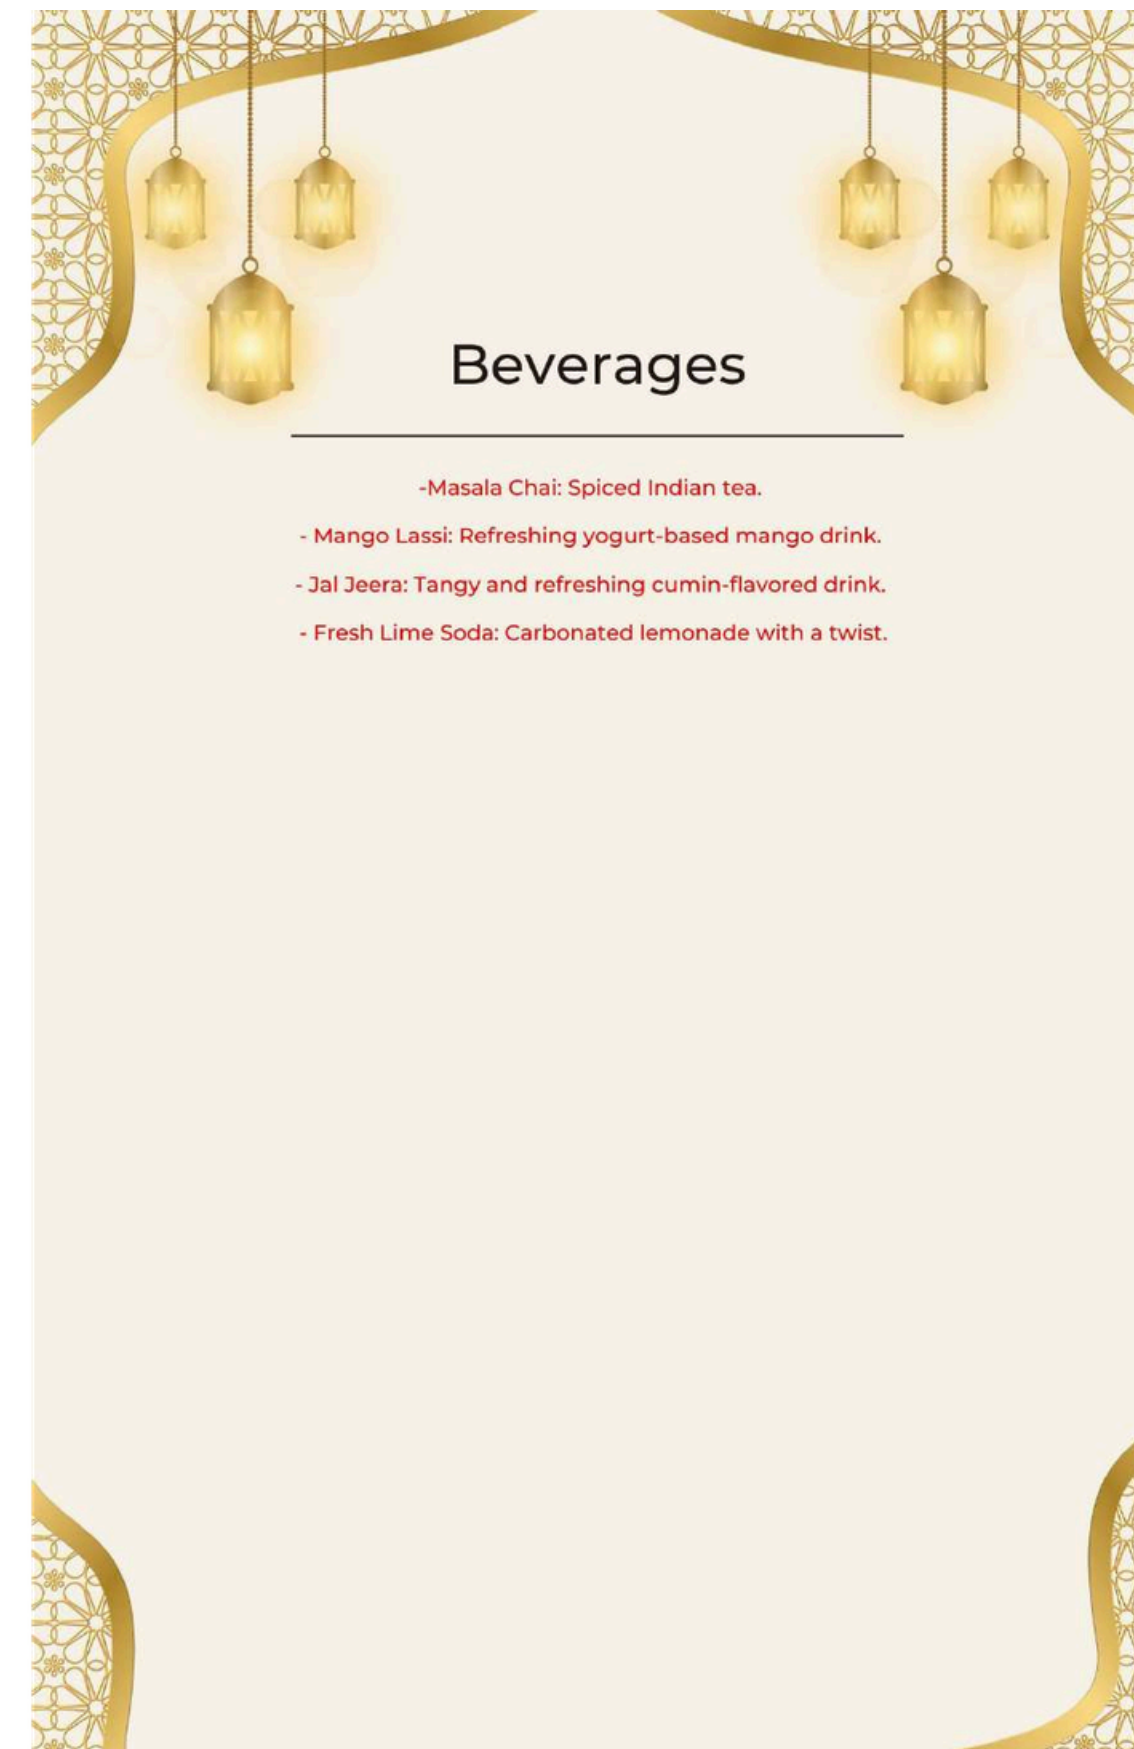 Beverages
-Masala Chai: Spiced Indian tea.
- Mango Lassi: Refreshing yogurt-based mango drink.
- Jal Jeera: Tangy and refreshing cumin-flavored drink.
- Fresh Lime Soda: Carbonated lemonade with a twist.